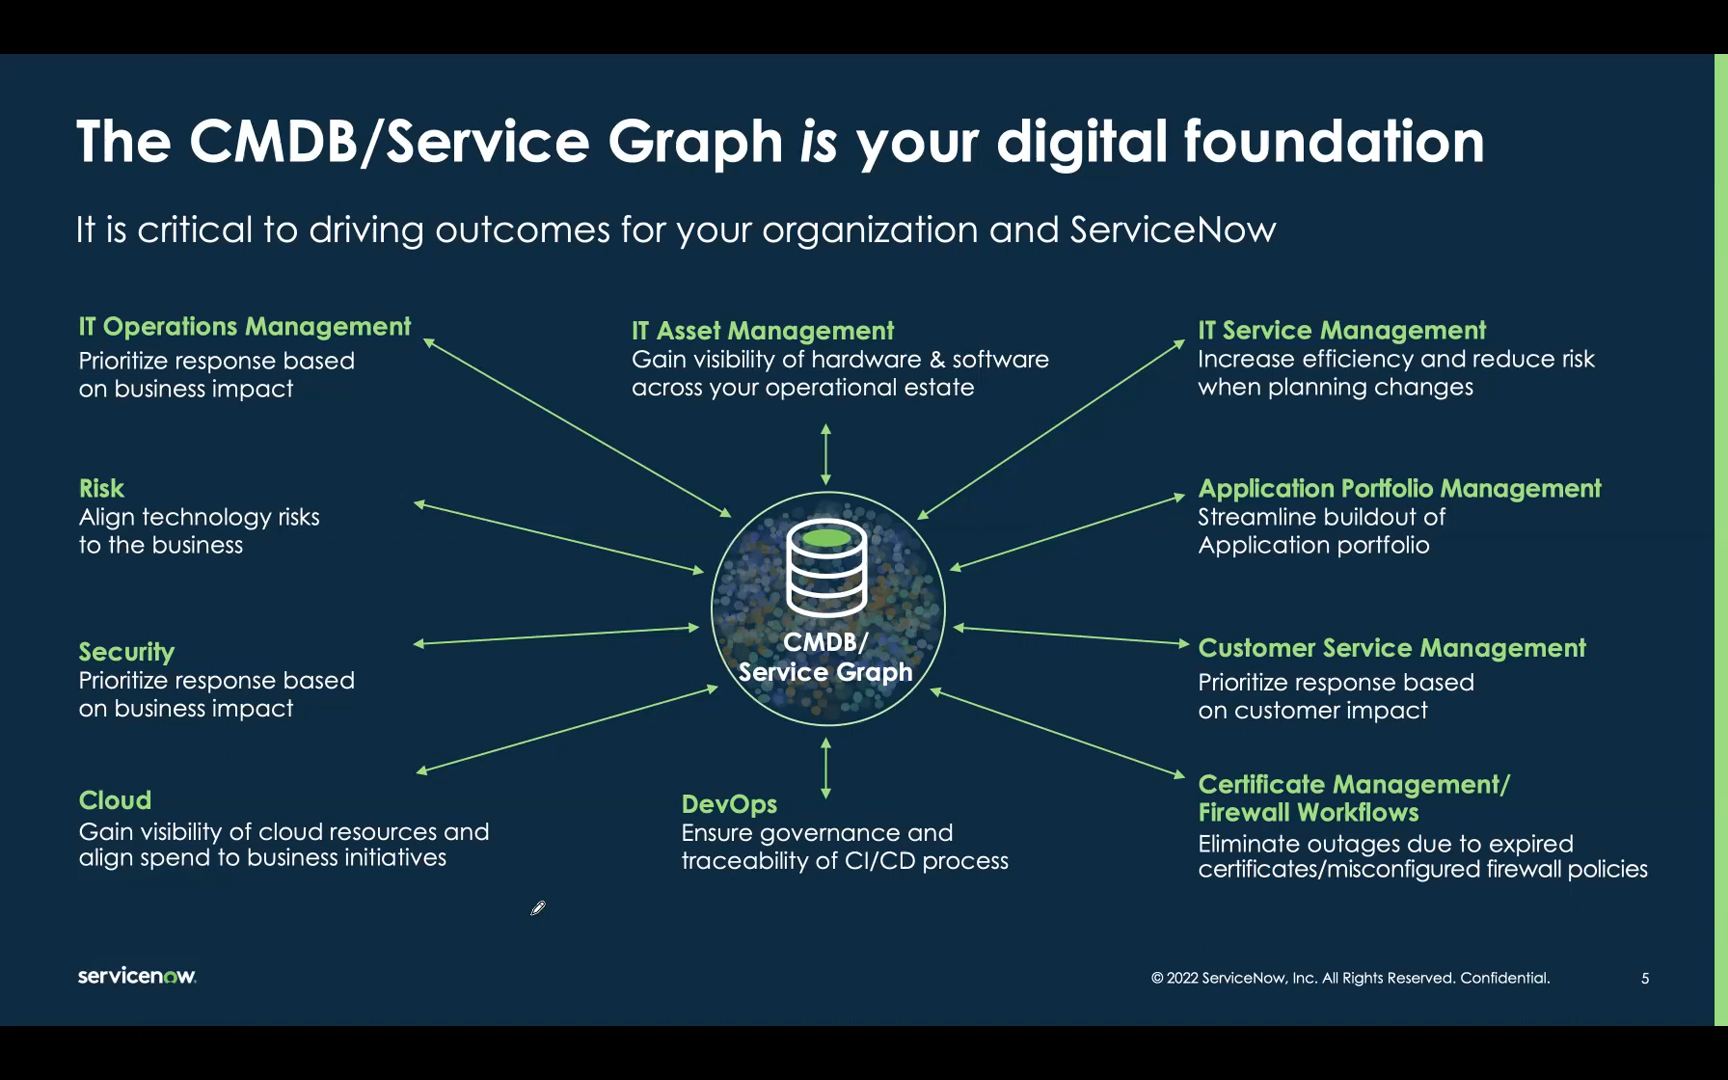 The CMDB/Service Graph is your digital foundation
It is critical to driving outcomes for your organization and ServiceNow
IT Operations Management
Prioritize response based
on business impact
IT Asset Management
Gain visibility of hardware & software
across your operational estate
IT Service Management
Increase efficiency and reduce risk
when planning changes
Risk
Align technology risks
to the business
Application Portfolio Management
Streamline buildout of
Application portfolio
CMDB/
Service Graph
Security
Prioritize response based
on business impact
Customer Service Management
Prioritize response based
on customer impact
Cloud
Gain visibility of cloud resources and
align spend to business initiatives
DevOps
Ensure governance and
traceability of CI/CD process
Certificate Management/
Firewall Workflows
Eliminate outages due to expired
certificates/misconfigured firewall policies
servicenow.
© 2022 ServiceNow, Inc. All Rights Reserved. Confidential.
5